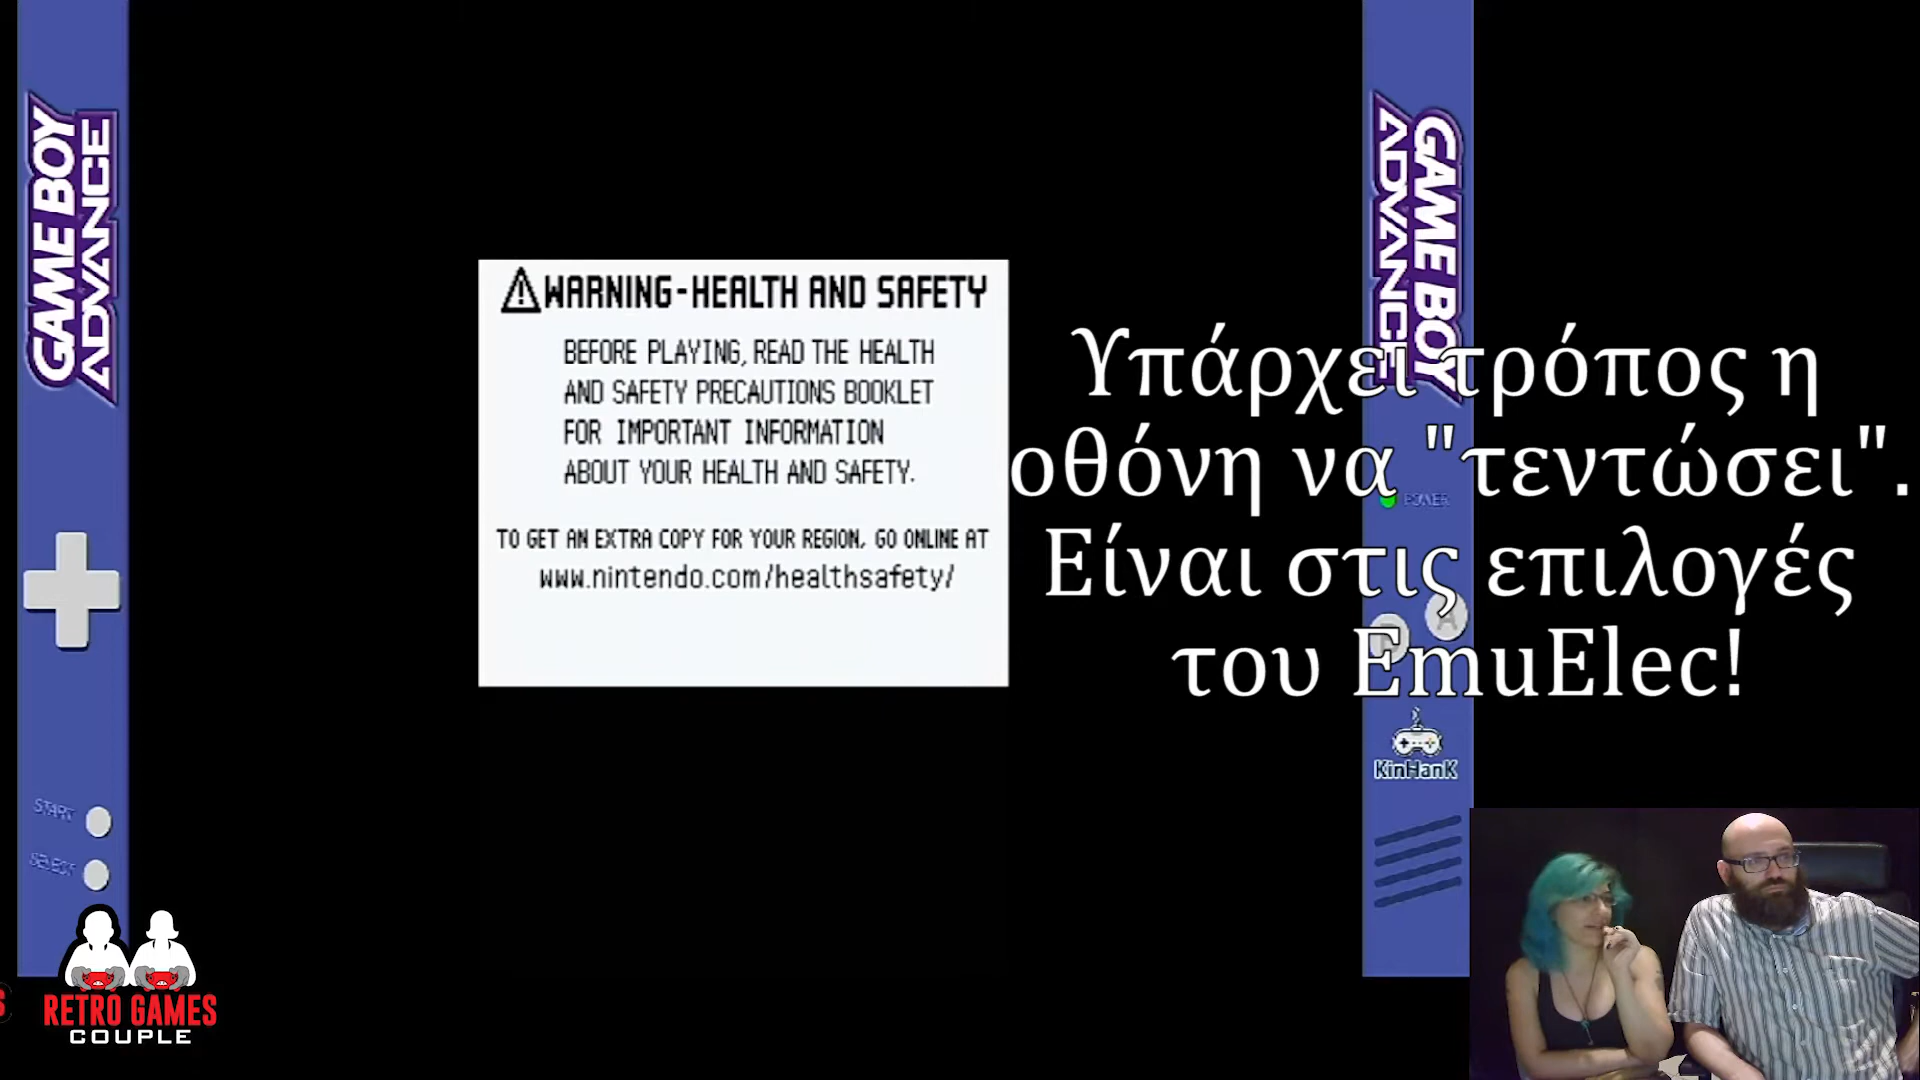 GAME BOY
ADVANCE
START
SELECT
RETRO GAMES
COUPLE
WARNING-HEALTH AND SAFETY
BEFORE PLAYING, READ THE HEALTH
AND SAFETY PRECAUTIONS BOOKLET
FOR IMPORTANT INFORMATION
ABOUT YOUR HEALTH AND SAFETY.
TO GET AN EXTRA COPY FOR YOUR REGION, GO ONLINE AT
www.nintendo.com/healthsafety/
GAME BOY
ADVANCE
Υπάρχει τρόπος η
οθόνη να "τεντώσει".
Είναι στις επιλογές
του EmuElec!
POWER
A
KinHanK